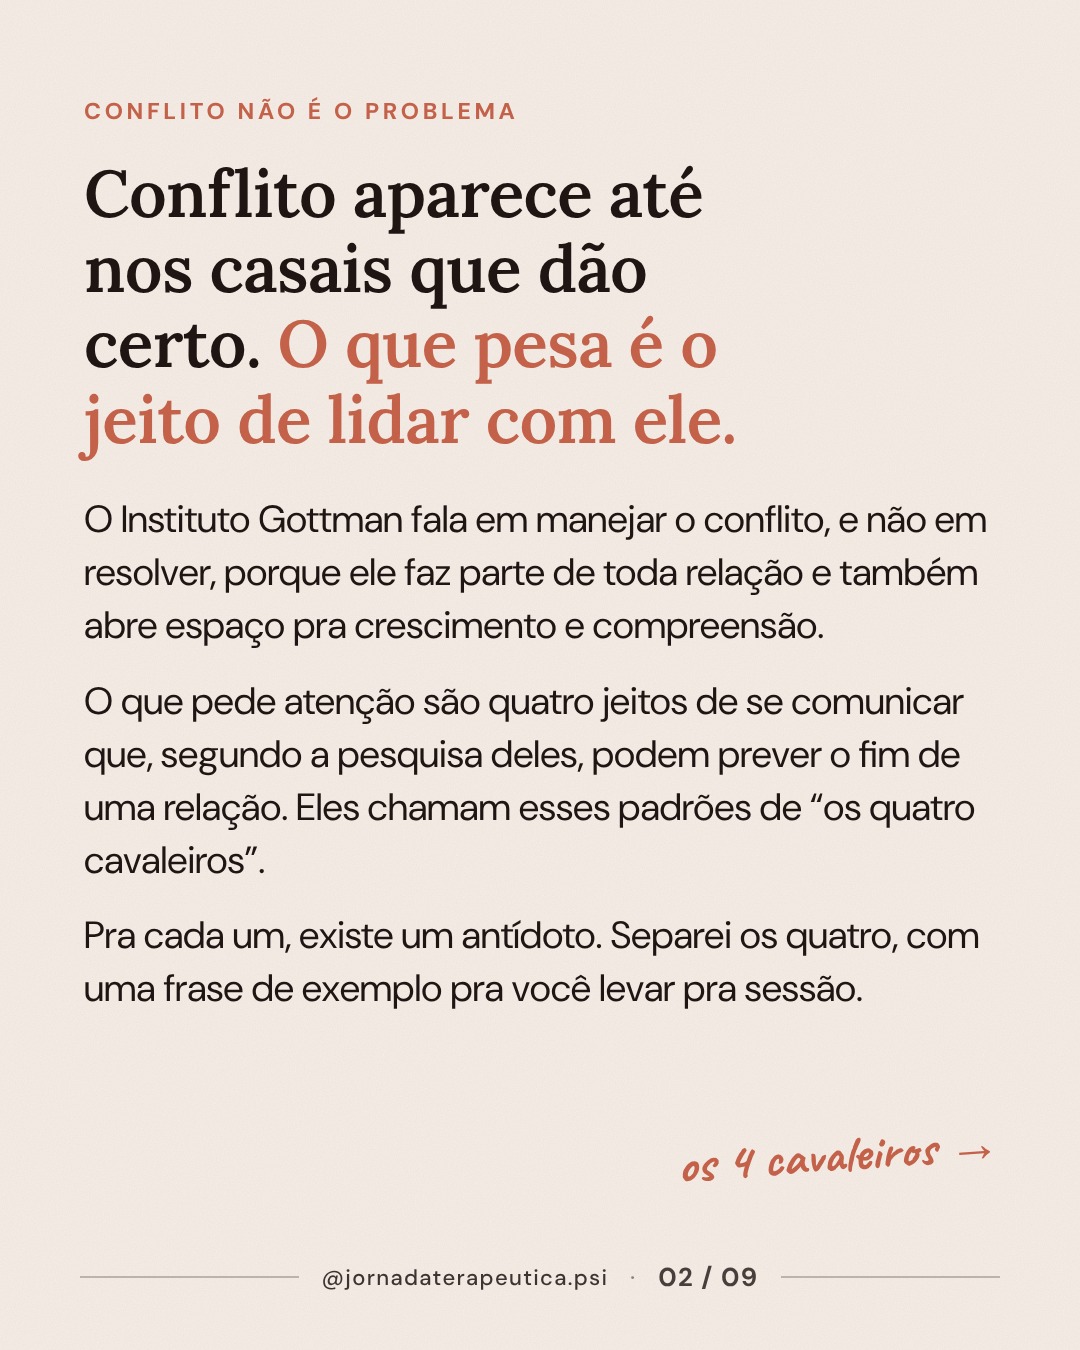 CONFLITO NÃO É O PROBLEMA
Conflito aparece até
nos casais que dão
certo. O que pesa é o
jeito de lidar com ele.
O Instituto Gottman fala em manejar o conflito, e não em
resolver, porque ele faz parte de toda relação e também
abre espaço pra crescimento e compreensão.
O que pede atenção são quatro jeitos de se comunicar
que, segundo a pesquisa deles, podem prever o fim de
uma relação. Eles chamam esses padrões de “os quatro
cavaleiros”.
Pra cada um, existe um antídoto. Separei os quatro, com
uma frase de exemplo pra você levar pra sessão.
os 4 cavaleiros →
@jornadaterapeutica.psi · 02 / 09